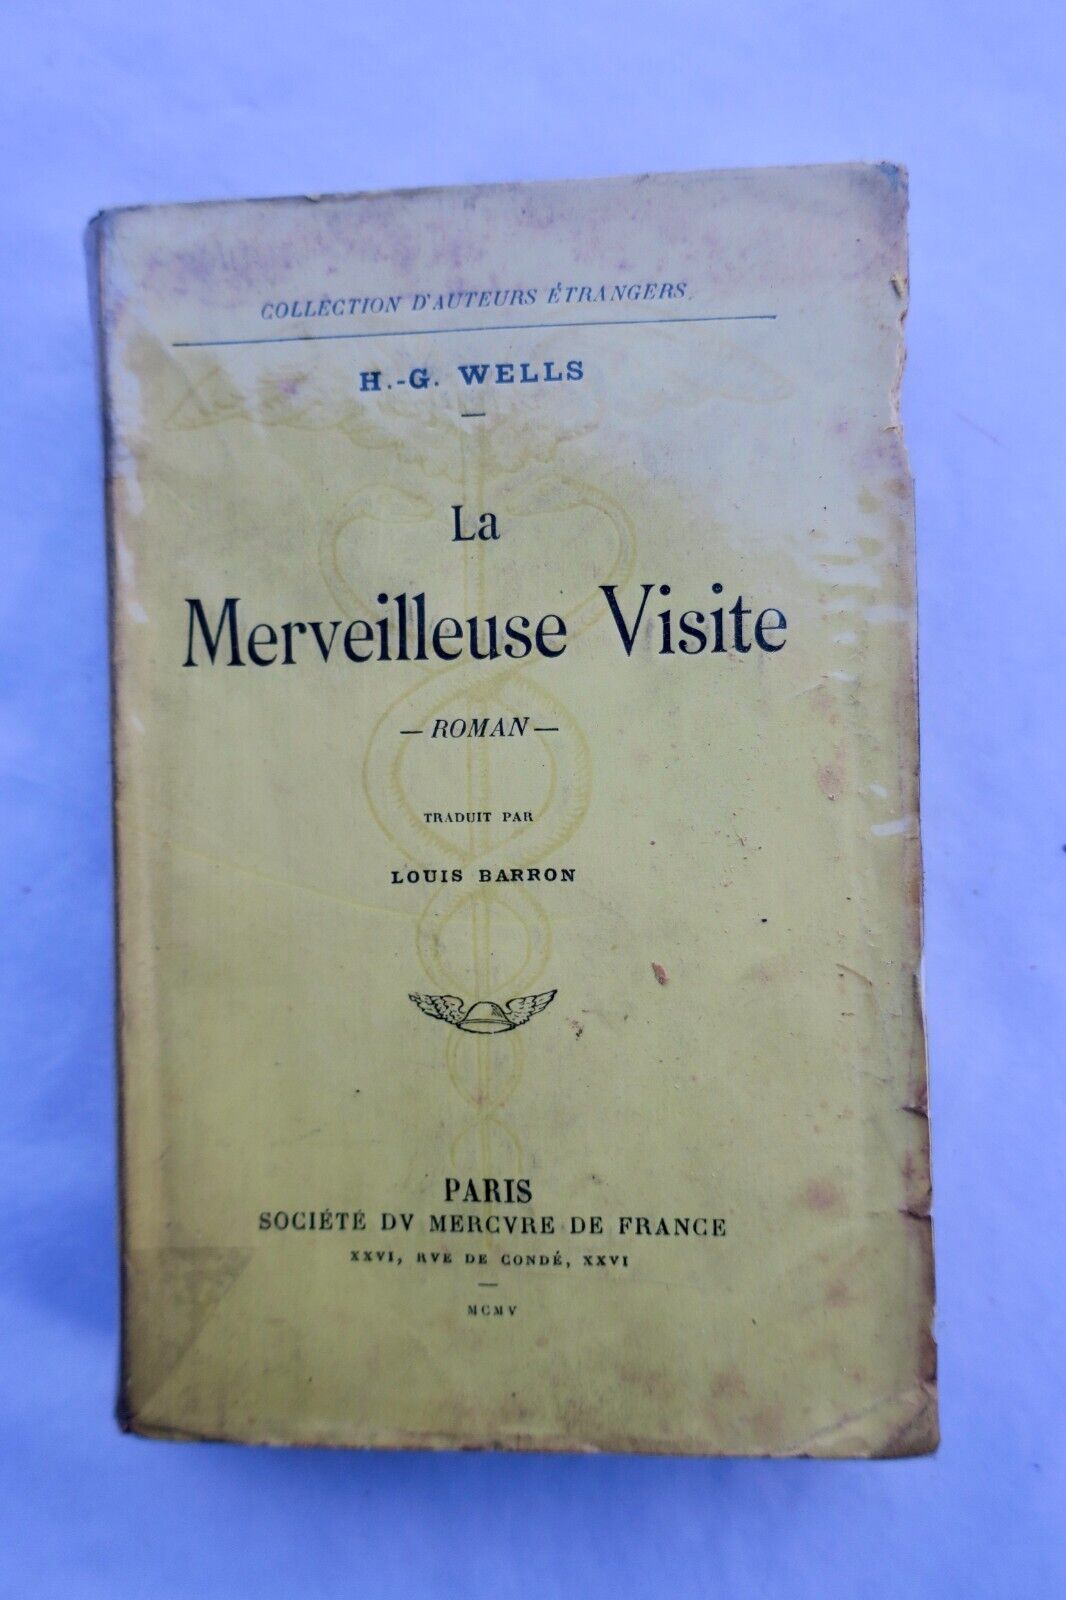 COLLECTION D'AUTEURS ÉTRANGERS
H.-G. WELLS
La
Merveilleuse Visite
— ROMAN —
TRADUIT PAR
LOUIS BARRON
PARIS
SOCIÉTÉ DV MERCVRE DE FRANCE
XXVI, RVE DE CONDÉ, XXVI
MCMV